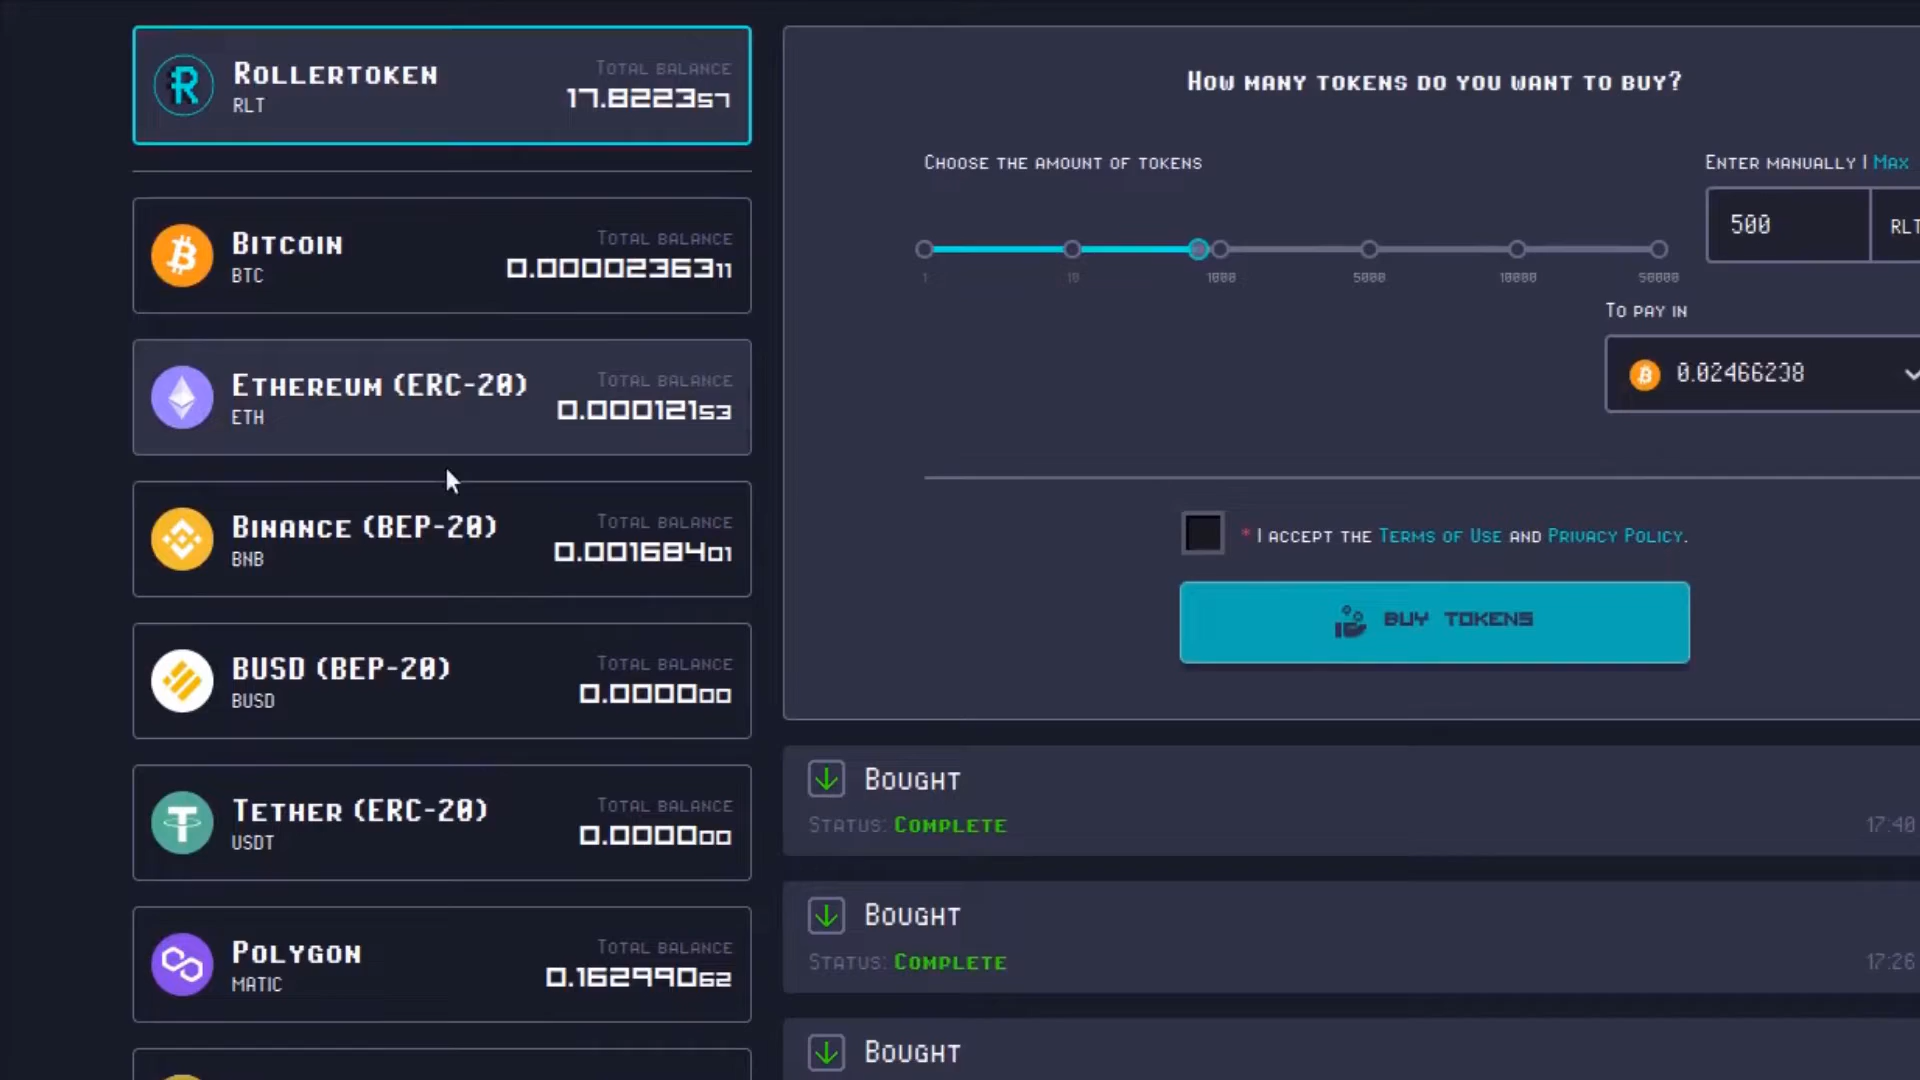 Rollertoken
RLT
Total balance
17.822357
Bitcoin
BTC
Total balance
0.0000236311
Ethereum (ERC-20)
ETH
Total balance
0.00012153
Binance (BEP-20)
BNB
Total balance
0.00168401
BUSD (BEP-20)
BUSD
Total balance
0.000000
Tether (ERC-20)
USDT
Total balance
0.000000
Polygon
MATIC
Total balance
0.16299062
How many tokens do you want to buy?
Choose the amount of tokens
1 10 1000 5000 10000 50000
Enter manually | Max
500 RLT
To pay in
0.02466238
* I accept the Terms of Use and Privacy Policy.
Buy tokens
Bought
Status: Complete
17:40
Bought
Status: Complete
17:26
Bought